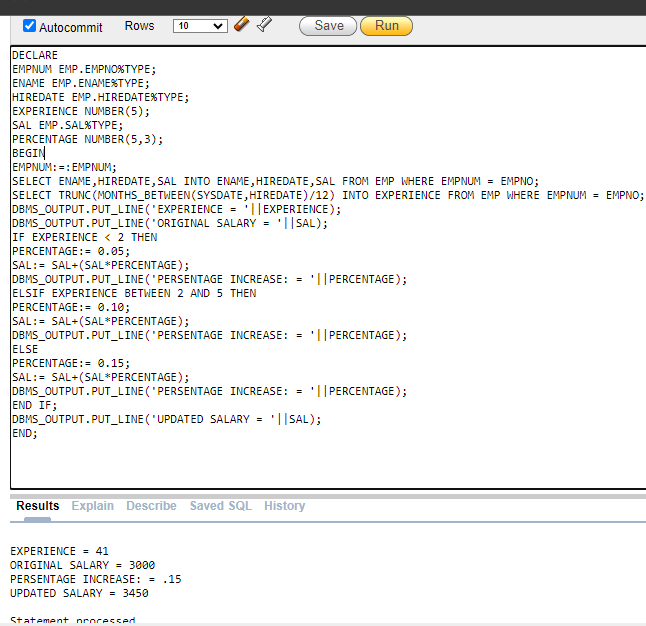 Autocommit Rows 10 Save Run
DECLARE
EMPNUM EMP.EMPNO%TYPE;
ENAME EMP.ENAME%TYPE;
HIREDATE EMP.HIREDATE%TYPE;
EXPERIENCE NUMBER(5);
SAL EMP.SAL%TYPE;
PERCENTAGE NUMBER(5,3);
BEGIN
EMPNUM:=:EMPNUM;
SELECT ENAME,HIREDATE,SAL INTO ENAME,HIREDATE,SAL FROM EMP WHERE EMPNUM = EMPNO;
SELECT TRUNC(MONTHS_BETWEEN(SYSDATE,HIREDATE)/12) INTO EXPERIENCE FROM EMP WHERE EMPNUM = EMPNO;
DBMS_OUTPUT.PUT_LINE('EXPERIENCE = '||EXPERIENCE);
DBMS_OUTPUT.PUT_LINE('ORIGINAL SALARY = '||SAL);
IF EXPERIENCE < 2 THEN
PERCENTAGE:= 0.05;
SAL:= SAL+(SAL*PERCENTAGE);
DBMS_OUTPUT.PUT_LINE('PERSENTAGE INCREASE: = '||PERCENTAGE);
ELSIF EXPERIENCE BETWEEN 2 AND 5 THEN
PERCENTAGE:= 0.10;
SAL:= SAL+(SAL*PERCENTAGE);
DBMS_OUTPUT.PUT_LINE('PERSENTAGE INCREASE: = '||PERCENTAGE);
ELSE
PERCENTAGE:= 0.15;
SAL:= SAL+(SAL*PERCENTAGE);
DBMS_OUTPUT.PUT_LINE('PERSENTAGE INCREASE: = '||PERCENTAGE);
END IF;
DBMS_OUTPUT.PUT_LINE('UPDATED SALARY = '||SAL);
END;
Results Explain Describe Saved SQL History
EXPERIENCE = 41
ORIGINAL SALARY = 3000
PERSENTAGE INCREASE: = .15
UPDATED SALARY = 3450
Statement processed